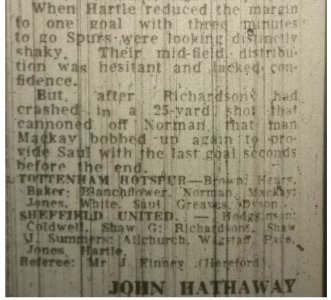 When Hartle reduced the margin
to one goal with three minutes
to go Spurs were looking distinctly
shaky. Their mid-field distribu-
tion was hesitant and lacked con-
fidence.
But, after Richardson had
crashed in a 25-yard shot that
cannoned off Norman, that man
Mackay bobbed up again to pro-
vide Saul with the last goal seconds
before the end.
TOTTENHAM HOTSPUR.—Brown; Henry,
Baker; Blanchflower, Norman, Mackay;
Jones, White, Saul, Greaves, Dyson.
SHEFFIELD UNITED. — Hodgkinson;
Coldwell, Shaw G; Richardson, Shaw
J, Summers; Allchurch, Wagstaff, Pace,
Jones, Hartle.
Referee: Mr J. Finney (Hereford)
JOHN HATHAWAY